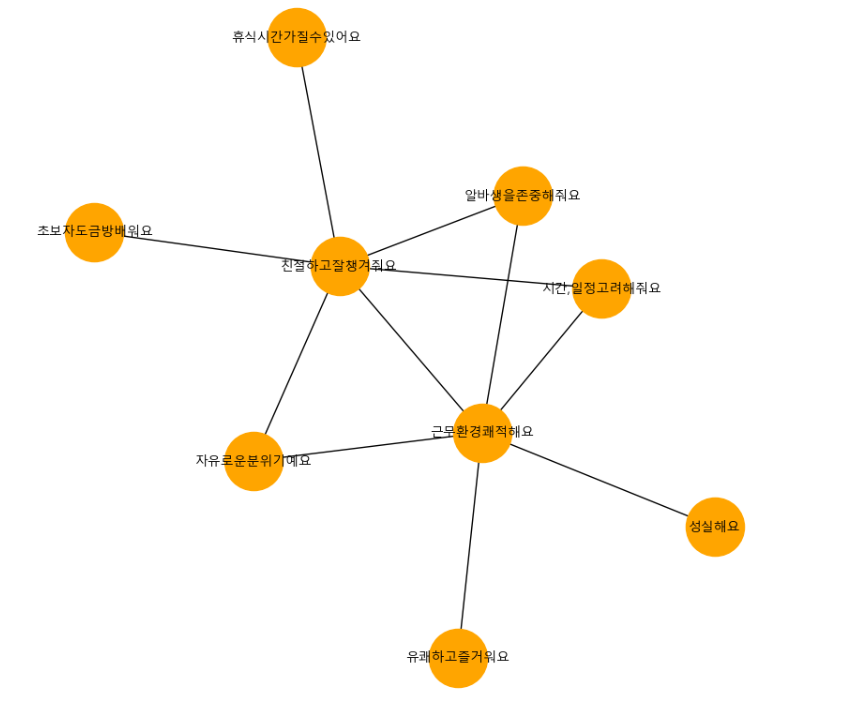 휴식시간가질수있어요
알바생을존중해줘요
초보자도금방배워요
친절하고잘챙겨줘요
시간,일정고려해줘요
근무환경쾌적해요
자유로운분위기예요
성실해요
유쾌하고즐거워요